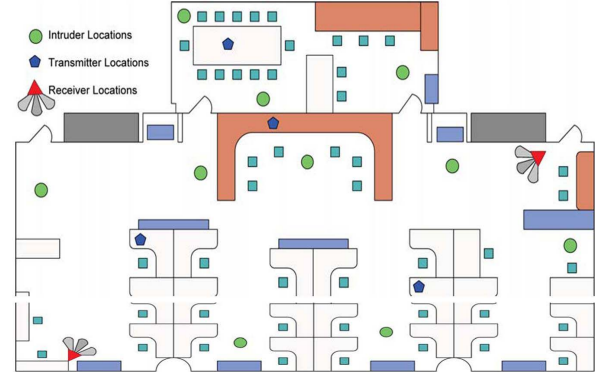 Intruder Locations
Transmitter Locations
Receiver Locations